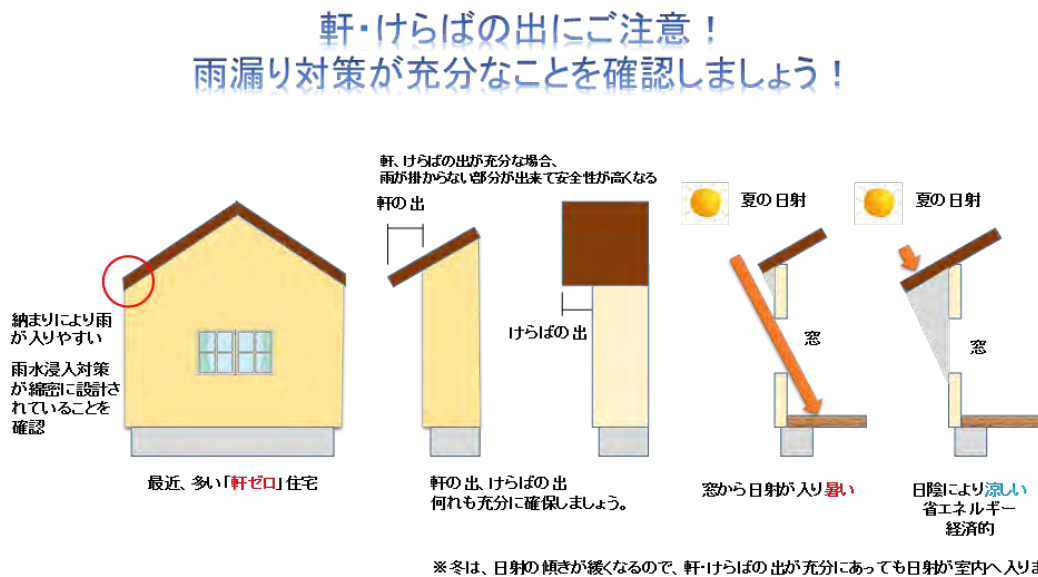 軒・けらばの出にご注意！
雨漏り対策が充分なことを確認しましょう！
軒、けらばの出が充分な場合、
雨が掛からない部分が出来て安全性が高くなる
軒の出
けらばの出
夏の日射
夏の日射
納まりにより雨
が入りやすい
雨水浸入対策
が綿密に設計さ
れていることを
確認
窓
窓
最近、多い「軒ゼロ」住宅
軒の出、けらばの出
何れも充分に確保しましょう。
窓から日射が入り暑い
日陰により涼しい
省エネルギー
経済的
※冬は、日射の傾きが緩くなるので、軒・けらばの出が充分にあっても日射が室内へ入りま